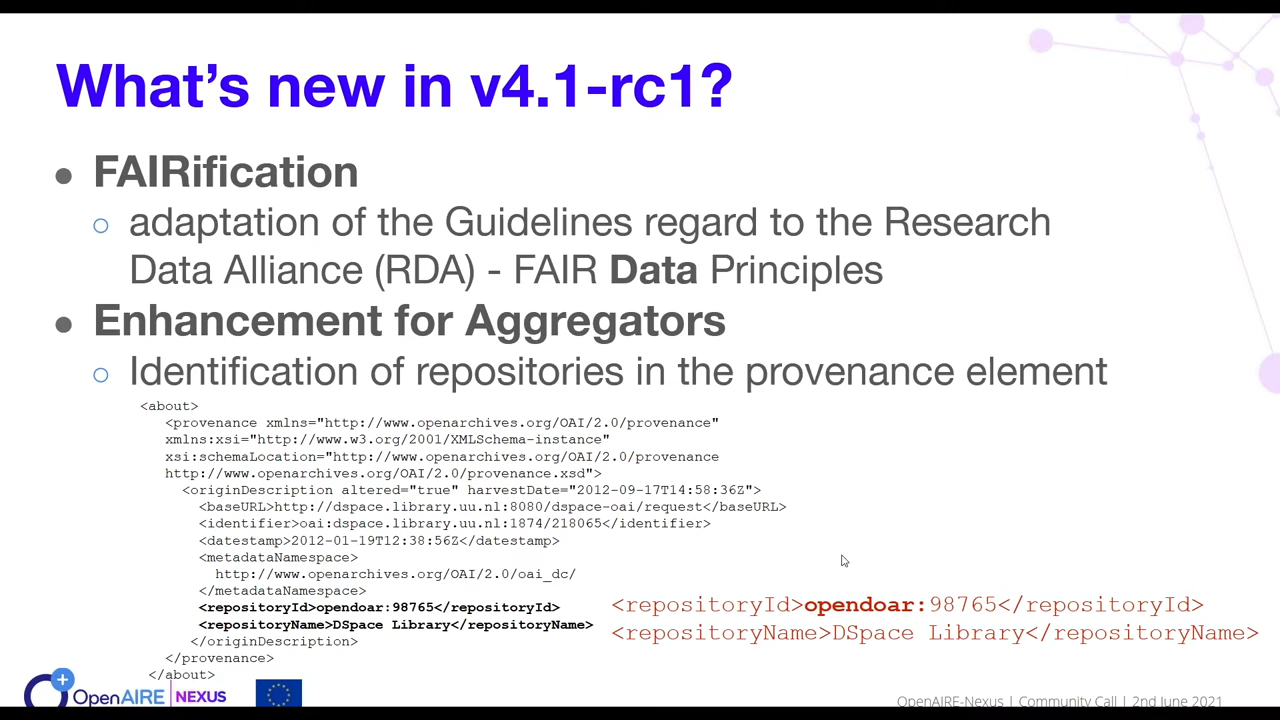 What's new in v4.1-rc1?
● FAIRification
○ adaptation of the Guidelines regard to the Research
Data Alliance (RDA) - FAIR Data Principles
● Enhancement for Aggregators
○ Identification of repositories in the provenance element
<about>
<provenance xmlns="http://www.openarchives.org/OAI/2.0/provenance"
xmlns:xsi="http://www.w3.org/2001/XMLSchema-instance"
xsi:schemaLocation="http://www.openarchives.org/OAI/2.0/provenance
http://www.openarchives.org/OAI/2.0/provenance.xsd">
<originDescription altered="true" harvestDate="2012-09-17T14:58:36Z">
<baseURL>http://dspace.library.uu.nl:8080/dspace-oai/request</baseURL>
<identifier>oai:dspace.library.uu.nl:1874/218065</identifier>
<datestamp>2012-01-19T12:38:56Z</datestamp>
<metadataNamespace>
http://www.openarchives.org/OAI/2.0/oai_dc/
</metadataNamespace>
<repositoryId>opendoar:98765</repositoryId>
<repositoryName>DSpace Library</repositoryName>
</originDescription>
</provenance>
</about>
<repositoryId>opendoar:98765</repositoryId>
<repositoryName>DSpace Library</repositoryName>
OpenAIRE | NEXUS
OpenAIRE-Nexus | Community Call | 2nd June 2021